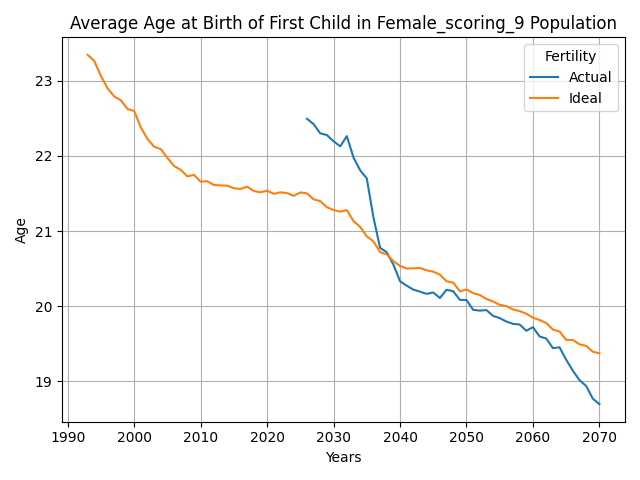 Average Age at Birth of First Child in Female_scoring_9 Population
Fertility
Actual
Ideal
Age
23
22
21
20
19
1990
2000
2010
2020
2030
2040
2050
2060
2070
Years